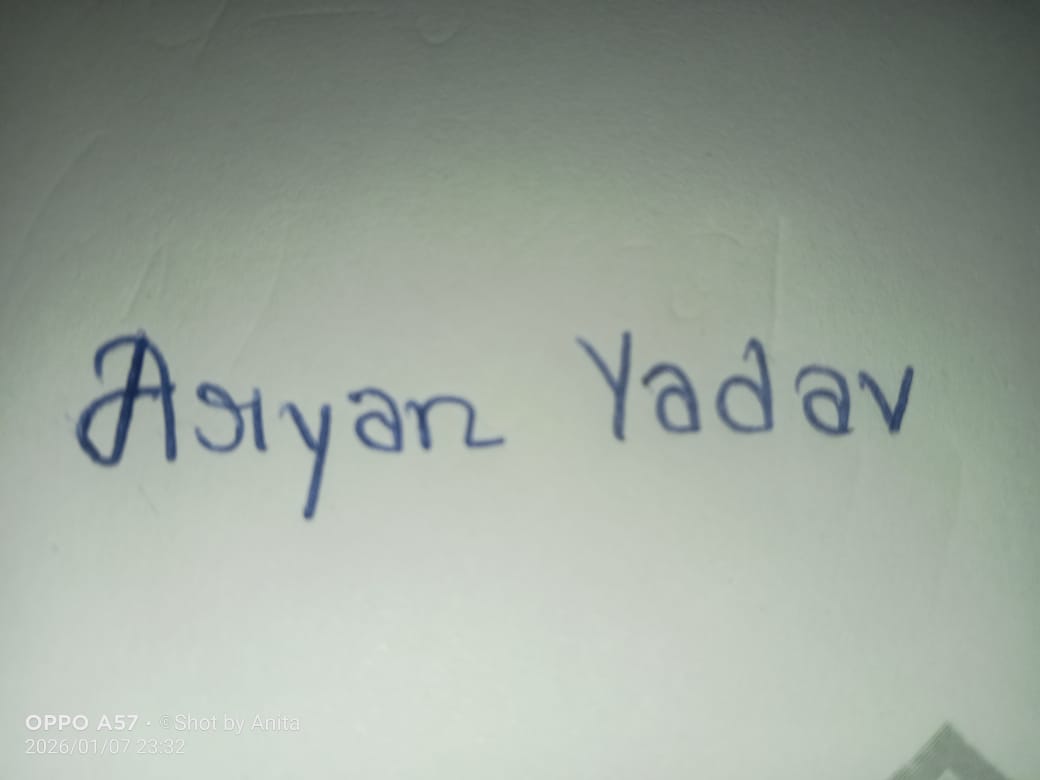 Aryan Yadav
OPPO A57 · ©Shot by Anita
2026/01/07 23:32